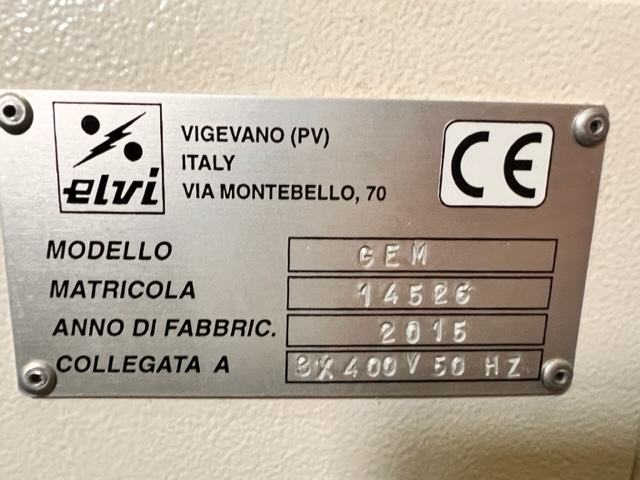 elvi
VIGEVANO (PV)
ITALY
VIA MONTEBELLO, 70
CE
MODELLO GEM
MATRICOLA 14526
ANNO DI FABBRIC. 2015
COLLEGATA A 3X400V 50 HZ